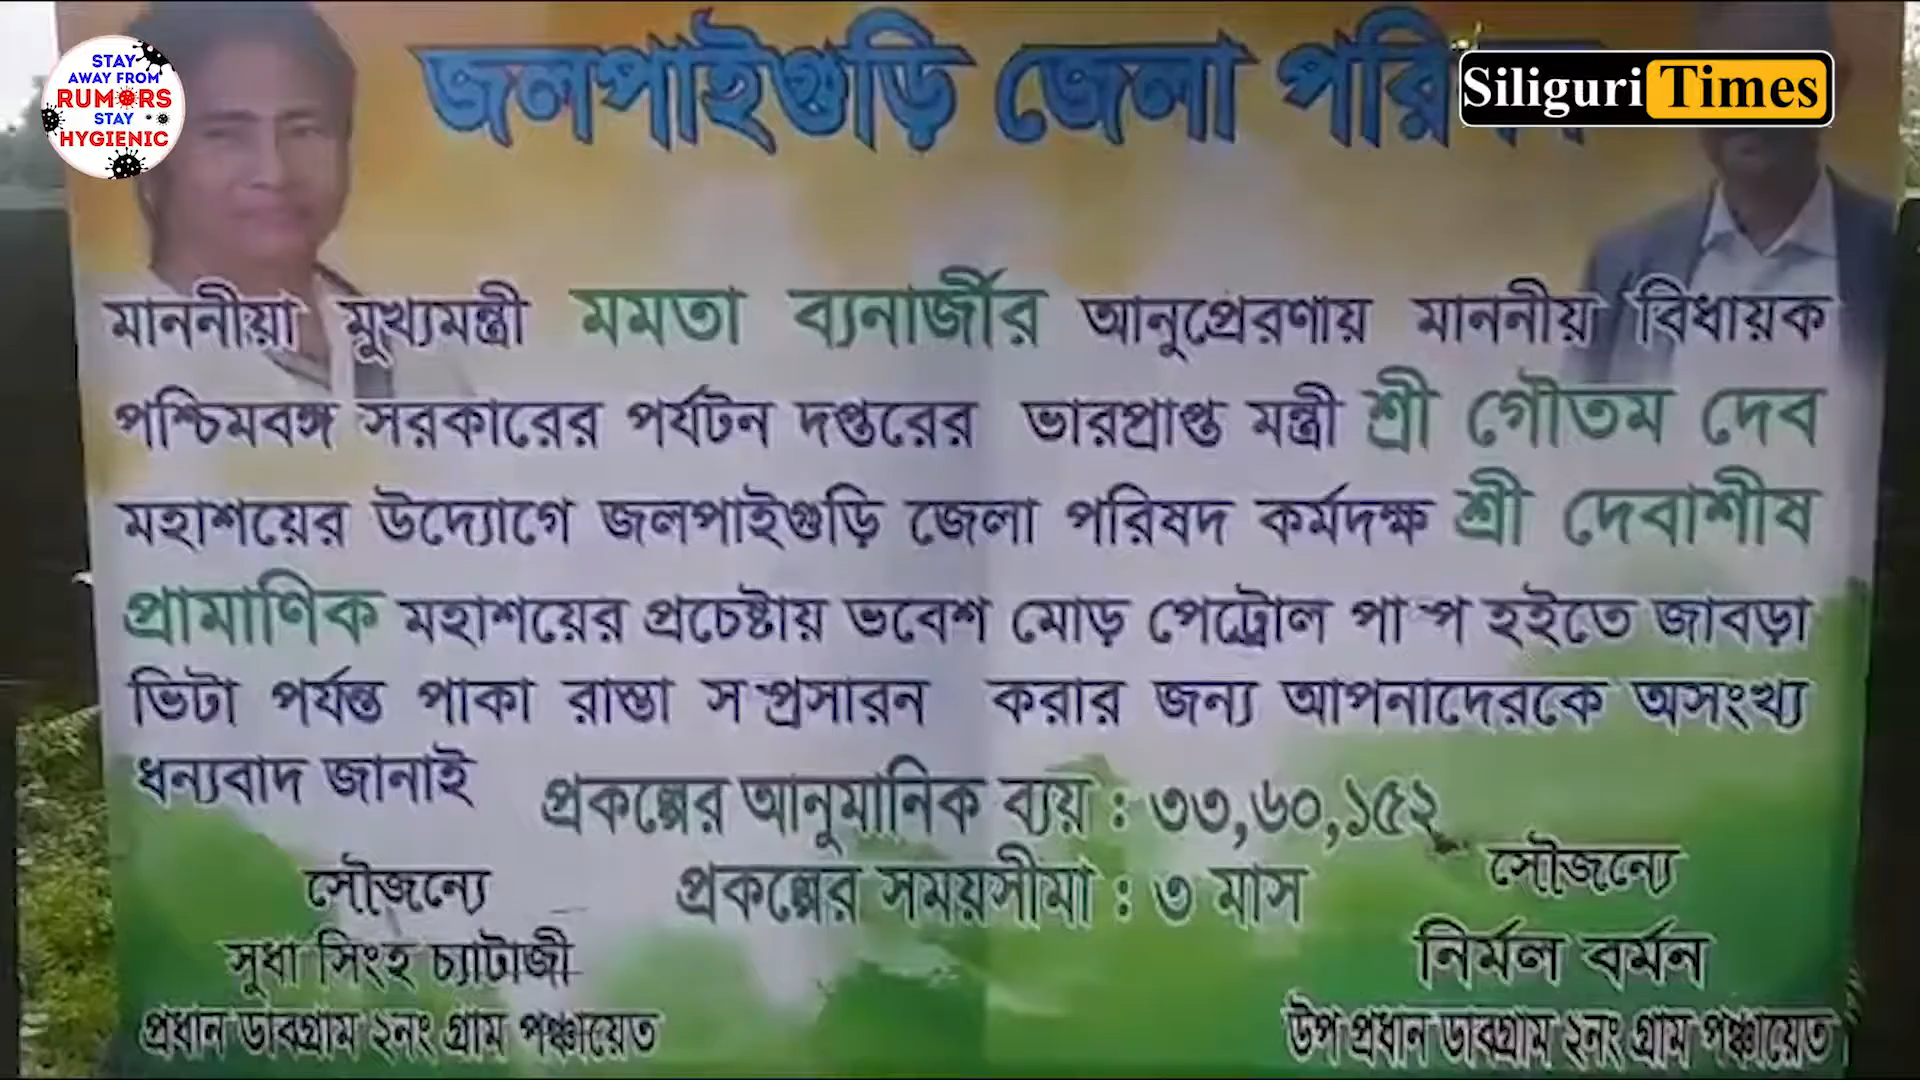 STAY
AWAY FROM
RUMORS
STAY
HYGIENIC
জলপাইগুড়ি জেলা
Siliguri Times
মাননীয়া মুখ্যমন্ত্রী মমতা ব্যনার্জীর আনুপ্রেরণায় মাননীয় বিধায়ক
পশ্চিমবঙ্গ সরকারের পর্যটন দপ্তরের ভারপ্রাপ্ত মন্ত্রী শ্রী গৌতম দেব
মহাশয়ের উদ্যোগে জলপাইগুড়ি জেলা পরিষদ কর্মদক্ষ শ্রী দেবাশীষ
প্রামাণিক মহাশয়ের প্রচেষ্টায় ভবেশ মোড় পেট্রোল পাম্প হইতে জাবড়া
ভিটা পর্যন্ত পাকা রাস্তা সম্প্রসারন করার জন্য আপনাদেরকে অসংখ্য
ধন্যবাদ জানাই
প্রকল্পের আনুমানিক ব্যয় : ৩৩,৬০,১৫২
প্রকল্পের সময়সীমা : ৩ মাস
সৌজন্যে
সুধা সিংহ চ্যাটার্জী
প্রধান ডাবগ্রাম ২নং গ্রাম পঞ্চায়েত
সৌজন্যে
নির্মল বর্মন
উপ প্রধান ডাবগ্রাম ২নং গ্রাম পঞ্চায়েত